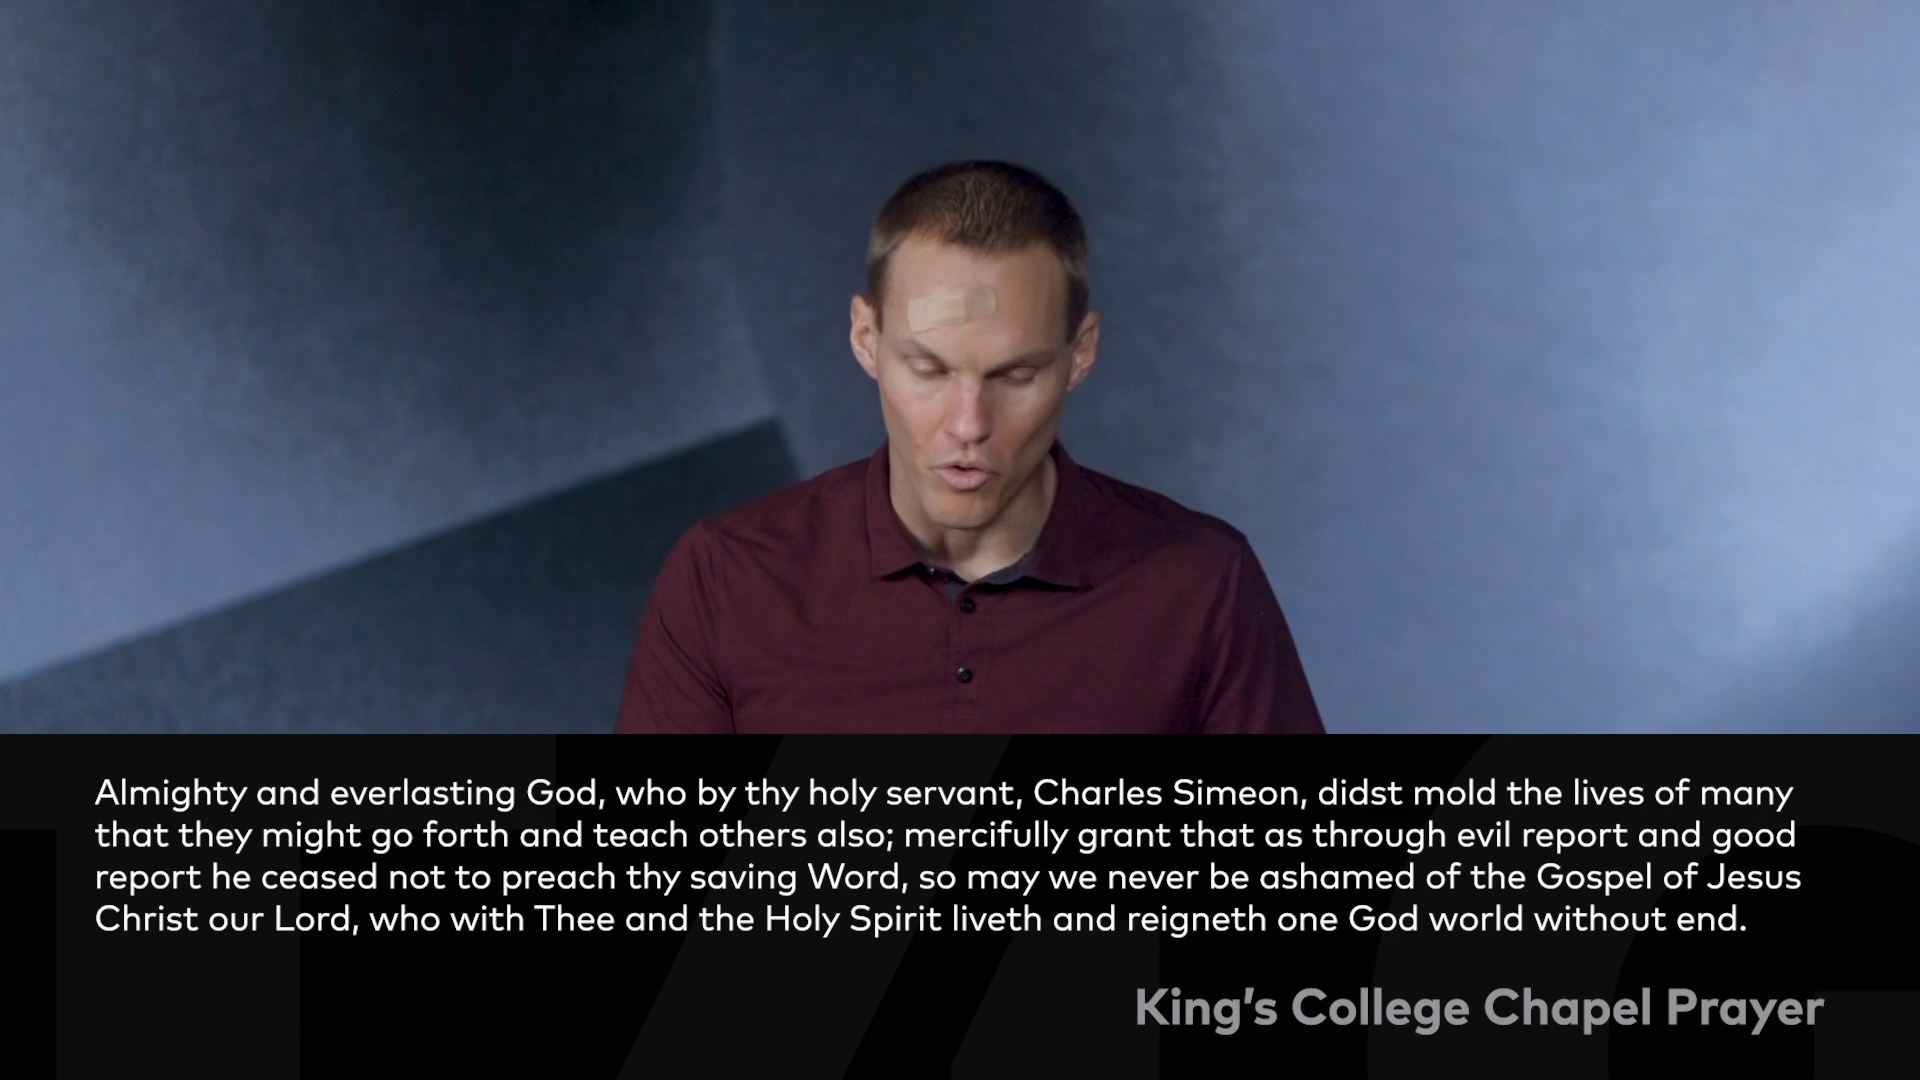 Almighty and everlasting God, who by thy holy servant, Charles Simeon, didst mold the lives of many
that they might go forth and teach others also; mercifully grant that as through evil report and good
report he ceased not to preach thy saving Word, so may we never be ashamed of the Gospel of Jesus
Christ our Lord, who with Thee and the Holy Spirit liveth and reigneth one God world without end.
King's College Chapel Prayer